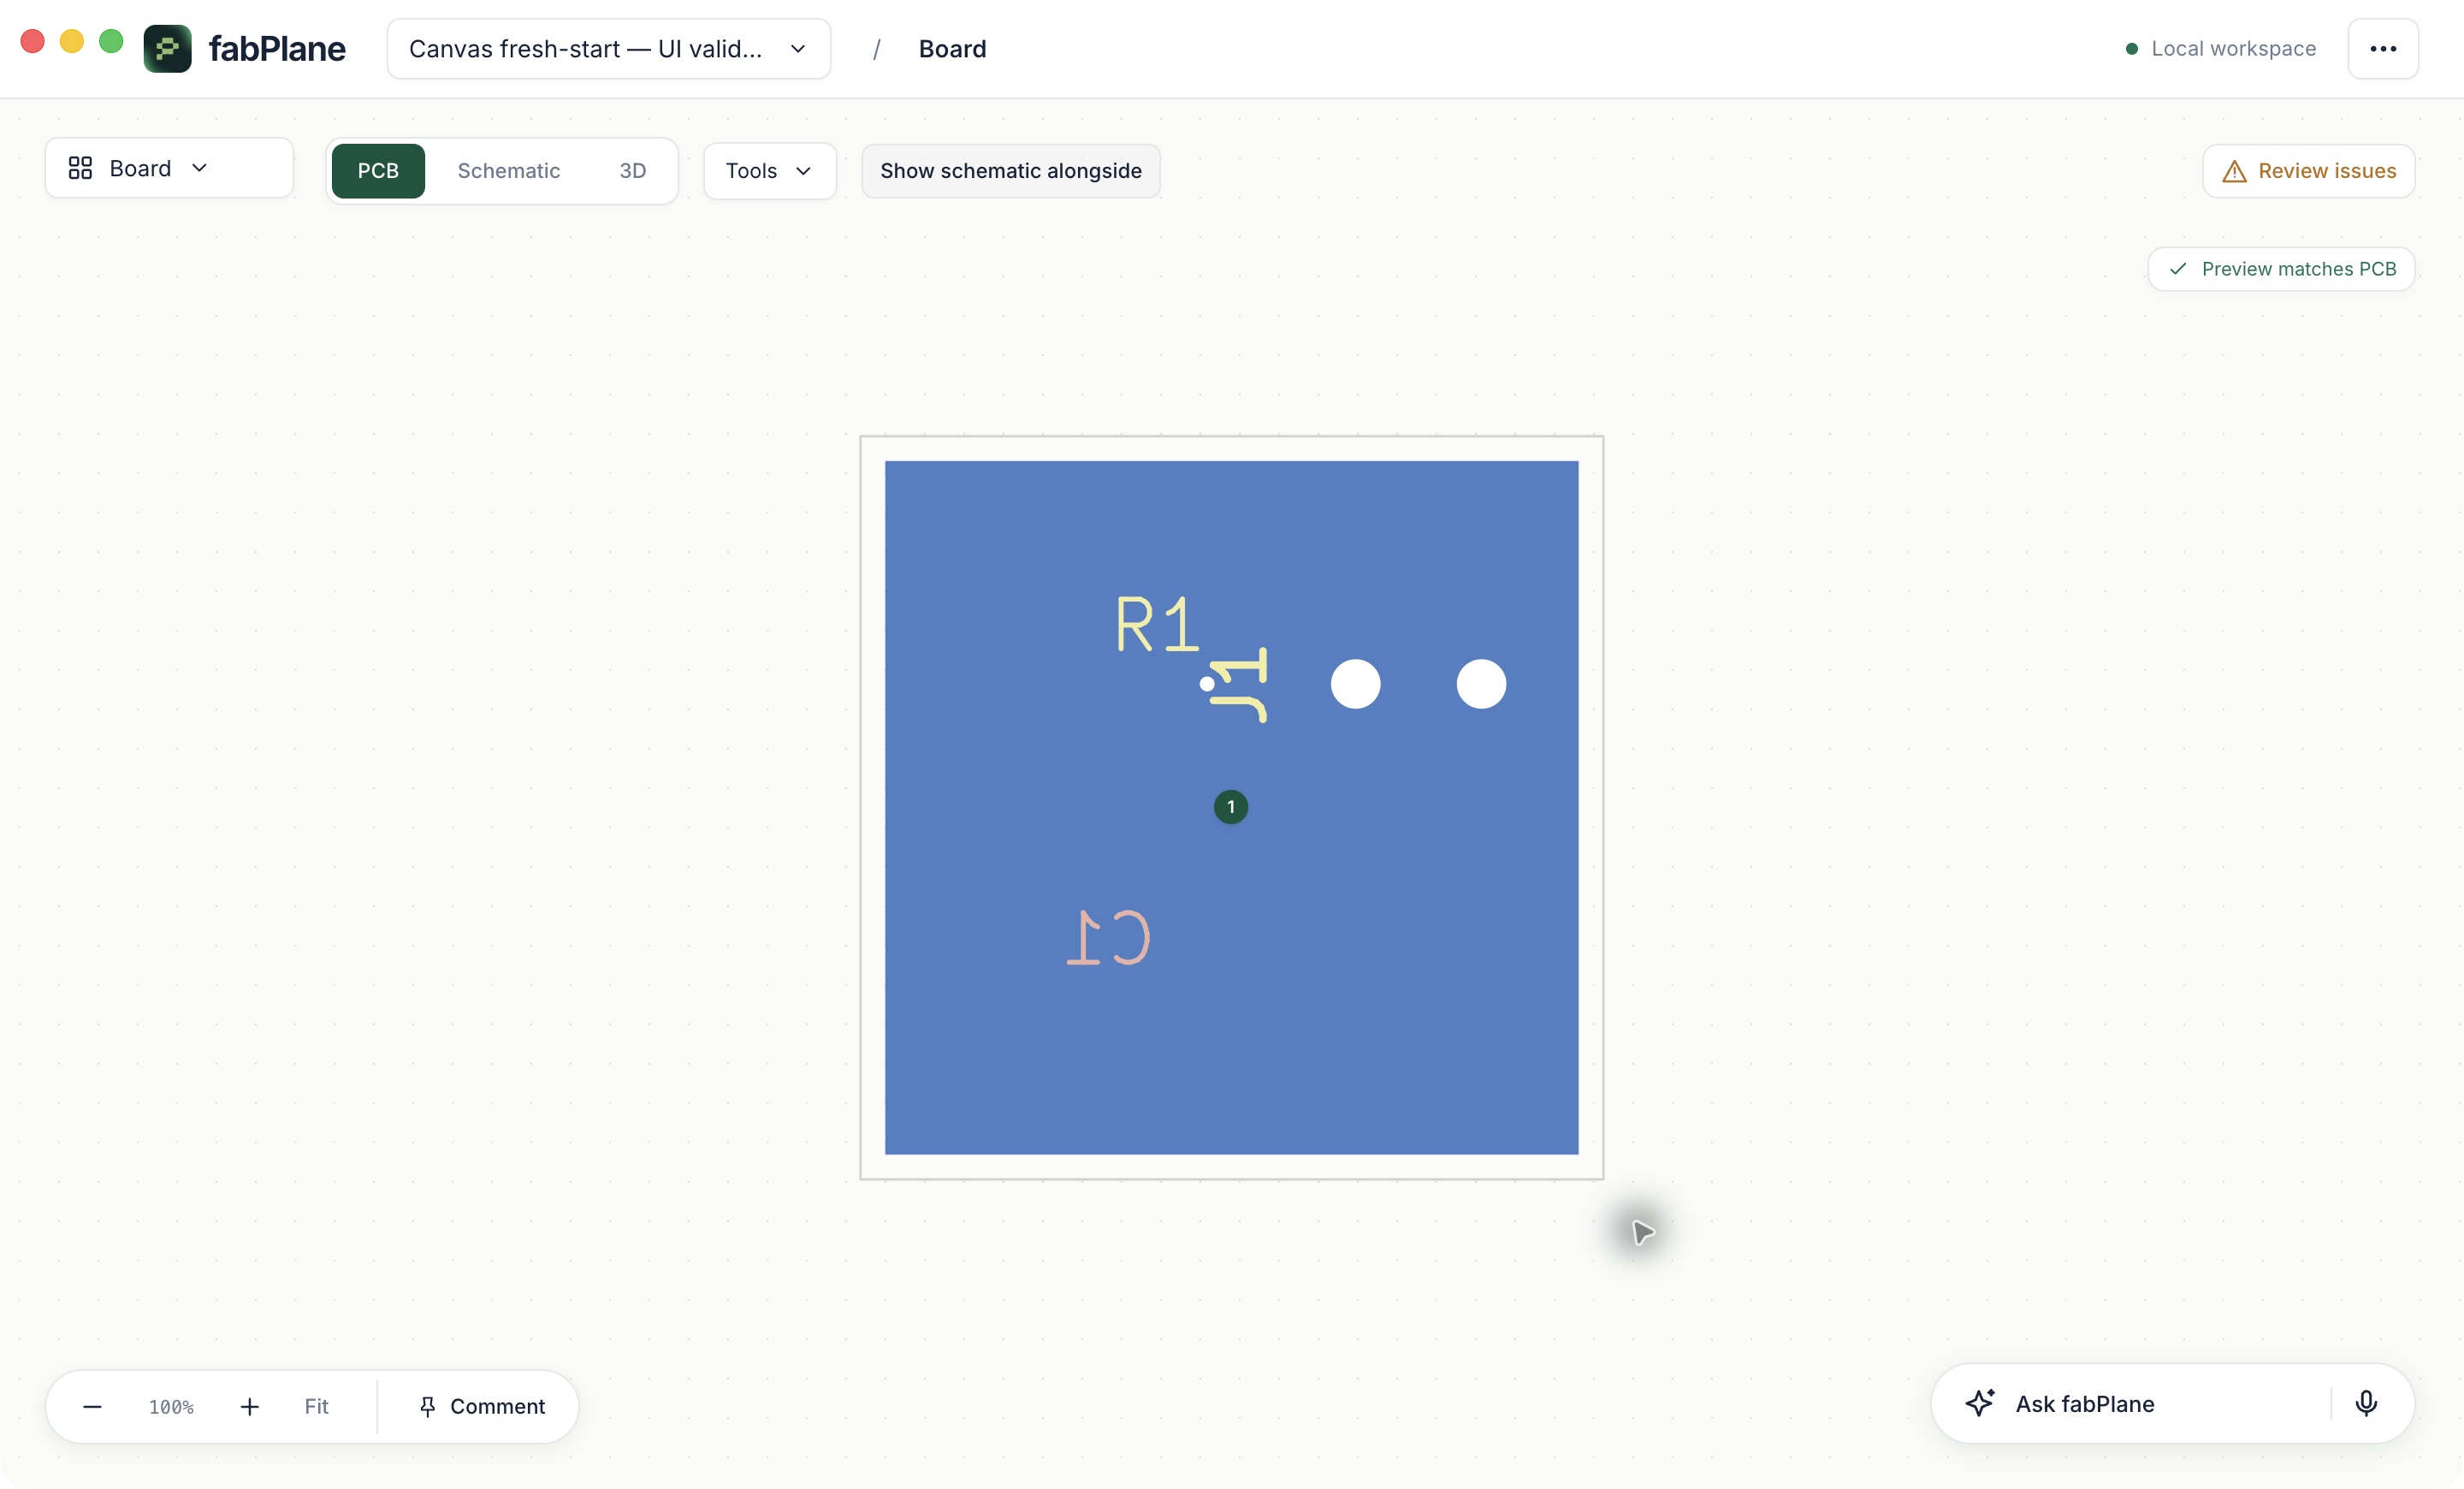 fabPlane
Canvas fresh-start — UI valid...
/
Board
Local workspace
Board
PCB
Schematic
3D
Tools
Show schematic alongside
Review issues
Preview matches PCB
R1
J1
1
C1
100%
Fit
Comment
Ask fabPlane